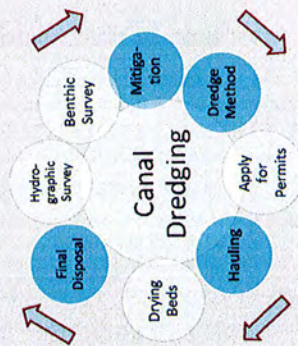 Canal
Dredging
Hydro-
graphic
Survey
Benthic
Survey
Mitiga-
tion
Dredge
Method
Apply
for
Permits
Hauling
Drying
Beds
Final
Disposal